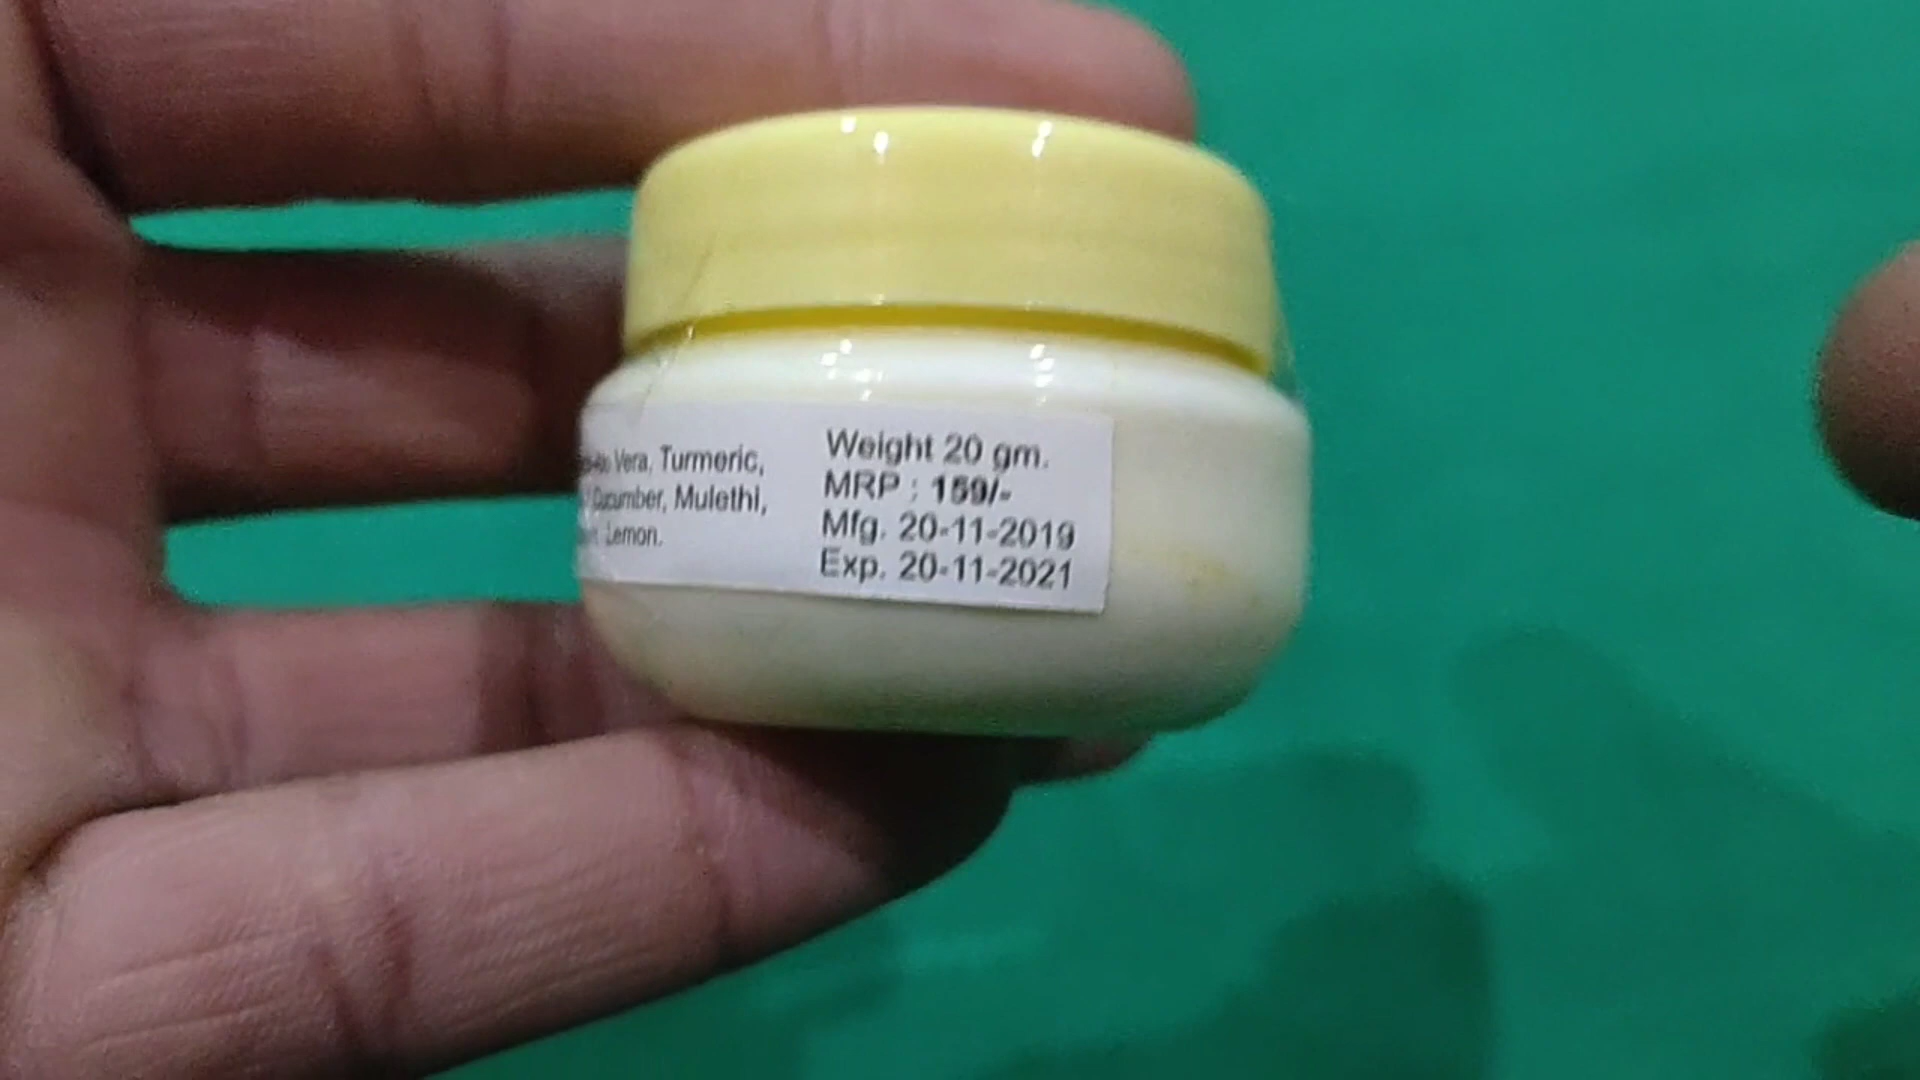 Vera, Turmeric,
Cucumber, Mulethi,
Lemon.
Weight 20 gm.
MRP : 159/-
Mfg. 20-11-2019
Exp. 20-11-2021